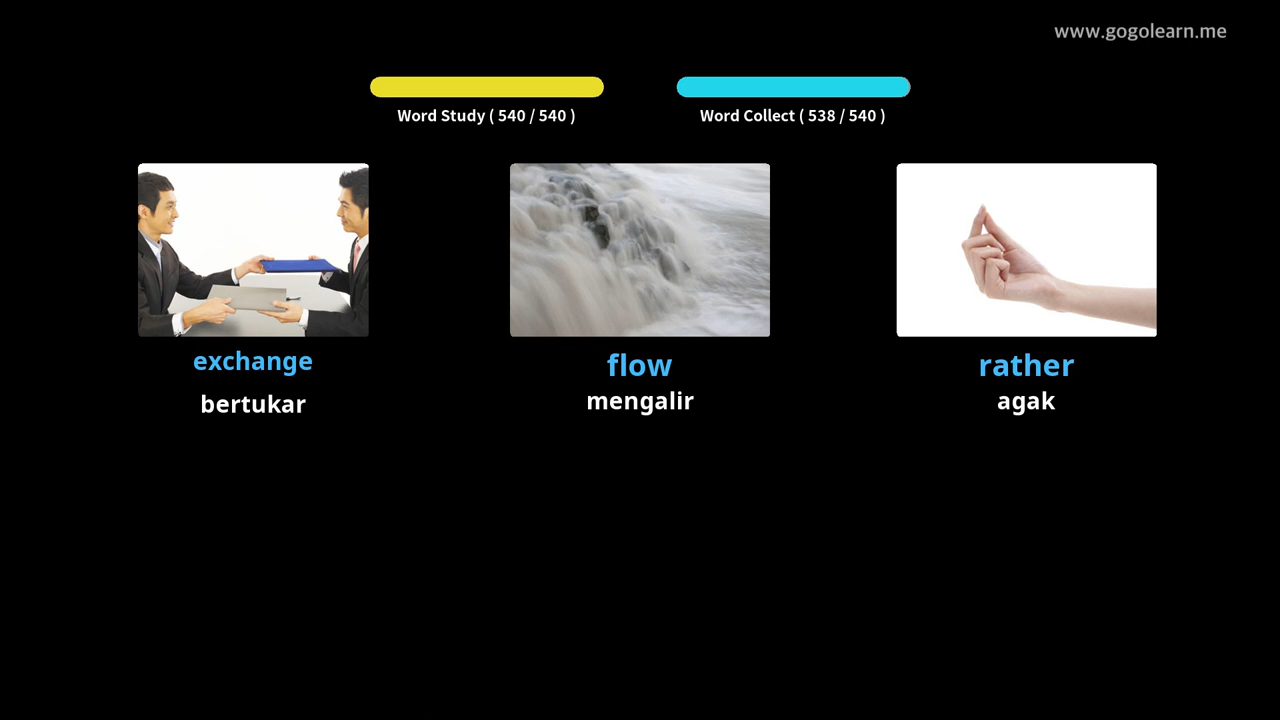 www.gogolearn.me
Word Study ( 540 / 540 )
Word Collect ( 538 / 540 )
exchange
bertukar
flow
mengalir
rather
agak